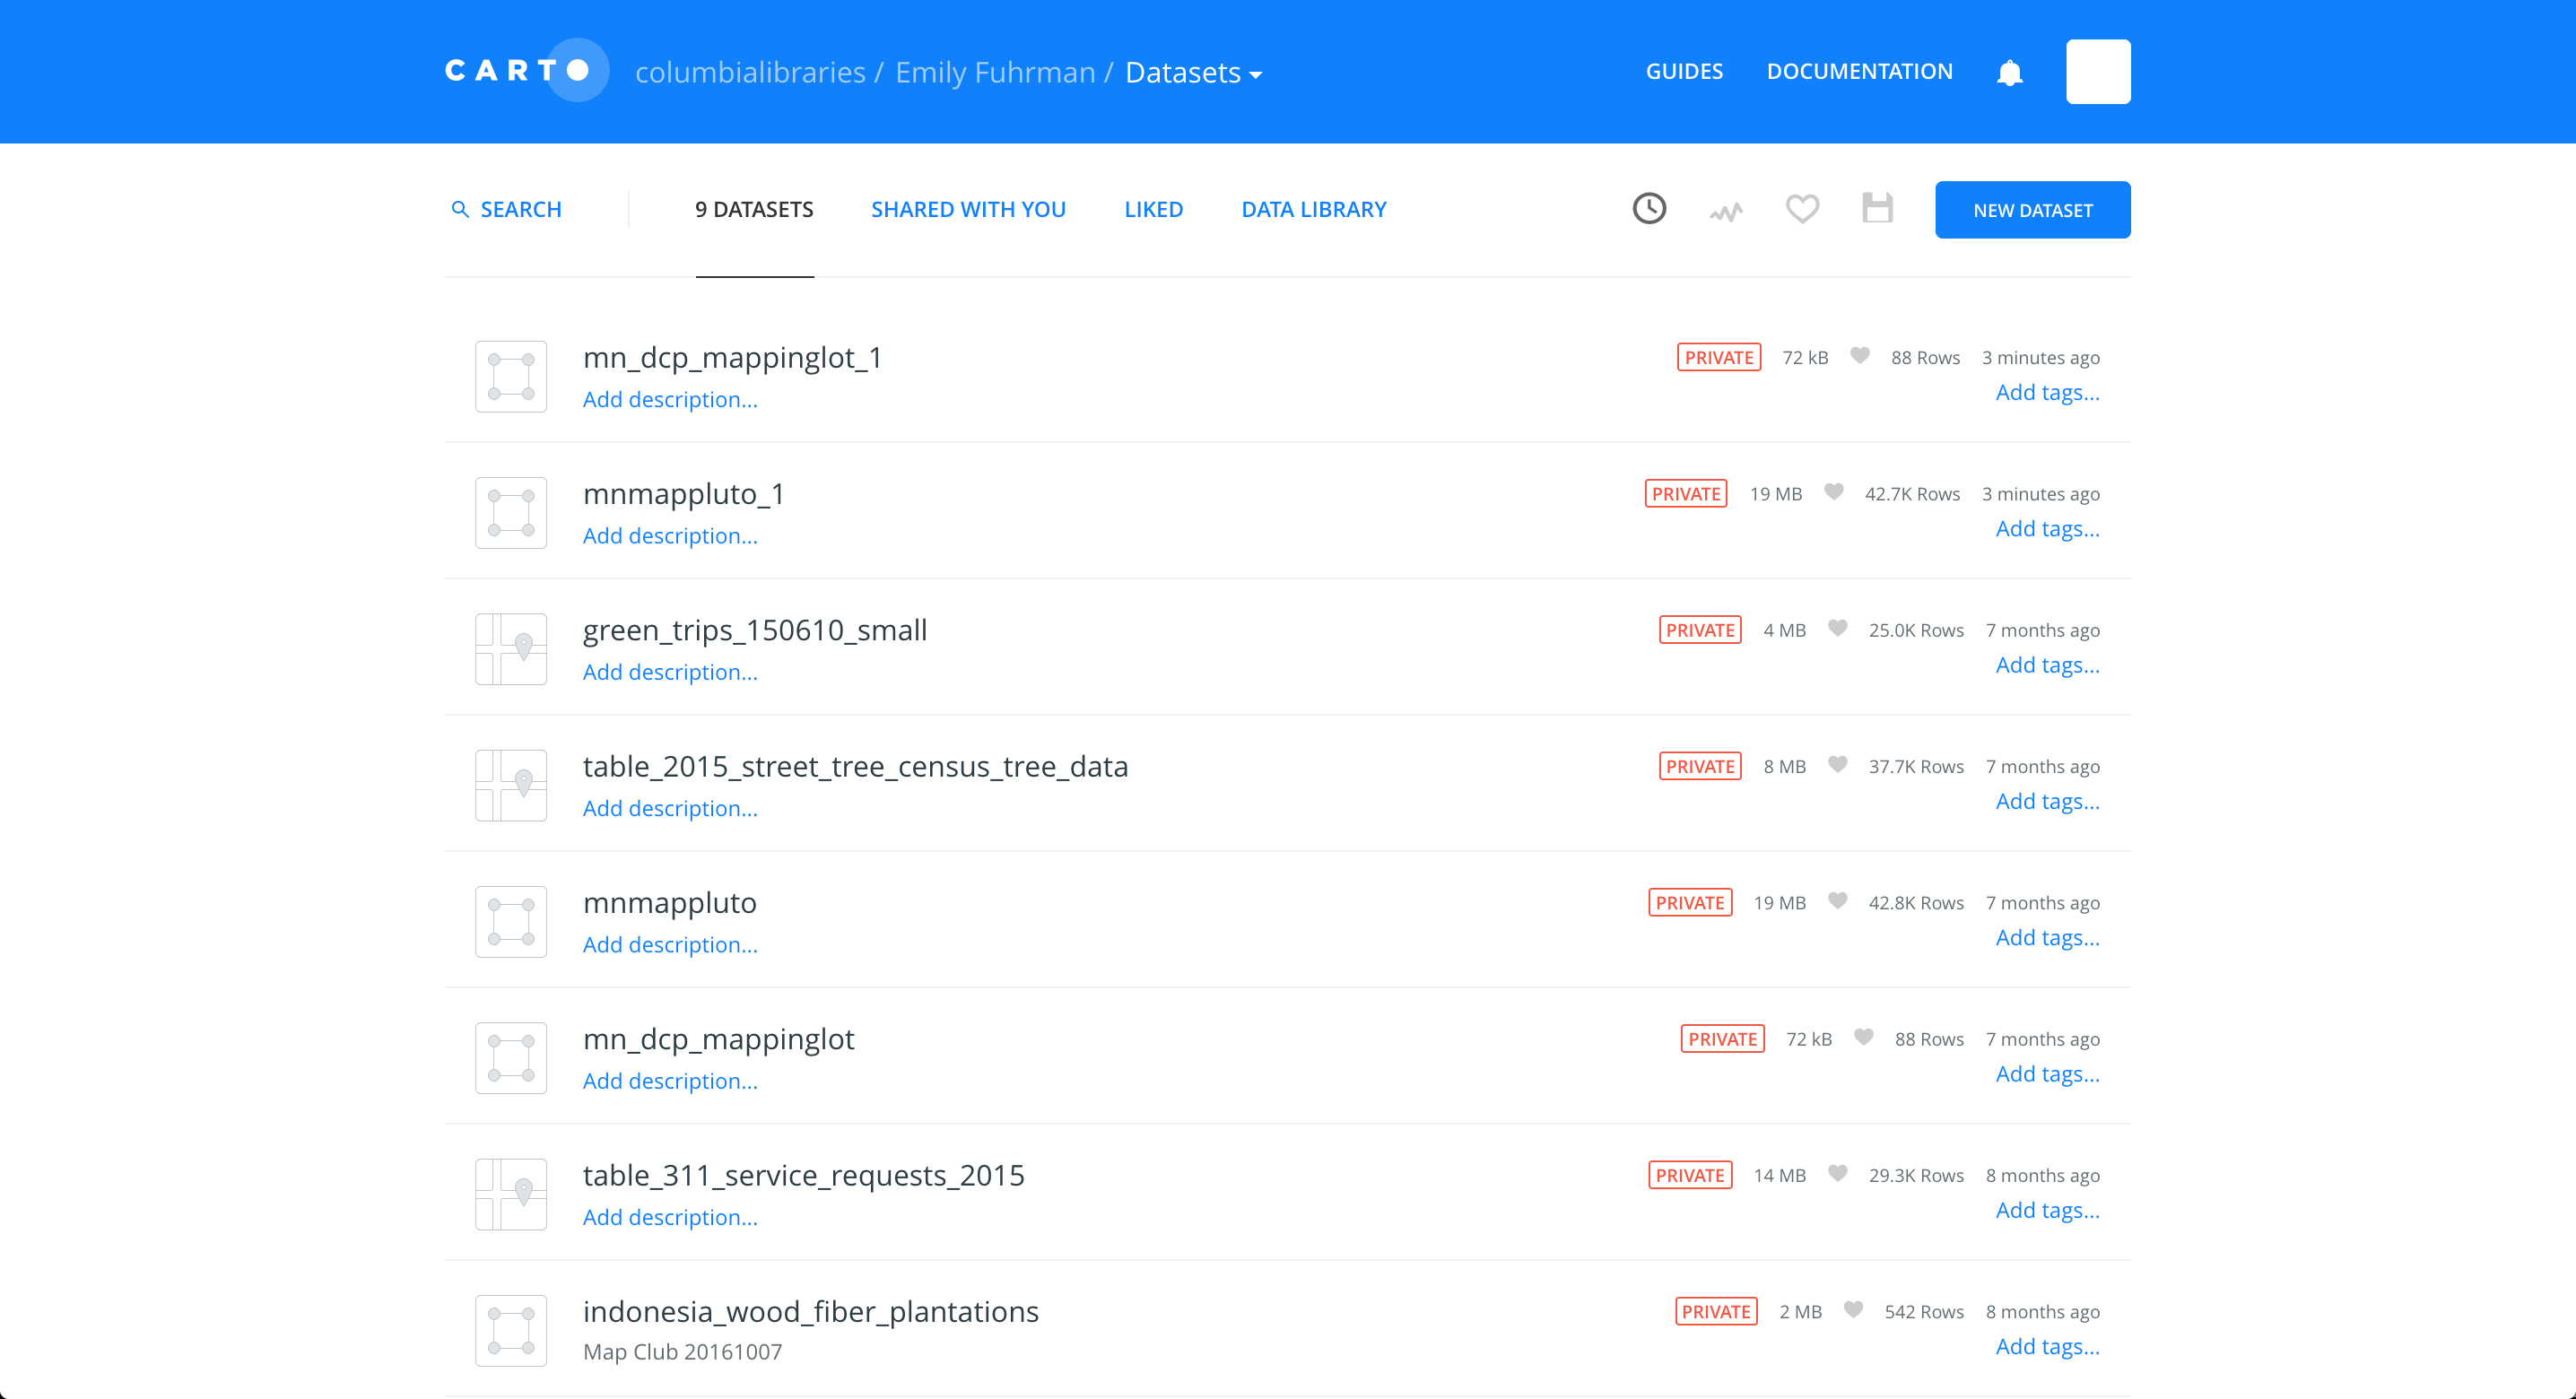 CARTO columbialibraries / Emily Fuhrman / Datasets GUIDES DOCUMENTATION
SEARCH 9 DATASETS SHARED WITH YOU LIKED DATA LIBRARY NEW DATASET
mn_dcp_mappinglot_1 PRIVATE 72 kB 88 Rows 3 minutes ago
Add description... Add tags...
mnmappluto_1 PRIVATE 19 MB 42.7K Rows 3 minutes ago
Add description... Add tags...
green_trips_150610_small PRIVATE 4 MB 25.0K Rows 7 months ago
Add description... Add tags...
table_2015_street_tree_census_tree_data PRIVATE 8 MB 37.7K Rows 7 months ago
Add description... Add tags...
mnmappluto PRIVATE 19 MB 42.8K Rows 7 months ago
Add description... Add tags...
mn_dcp_mappinglot PRIVATE 72 kB 88 Rows 7 months ago
Add description... Add tags...
table_311_service_requests_2015 PRIVATE 14 MB 29.3K Rows 8 months ago
Add description... Add tags...
indonesia_wood_fiber_plantations PRIVATE 2 MB 542 Rows 8 months ago
Map Club 20161007 Add tags...